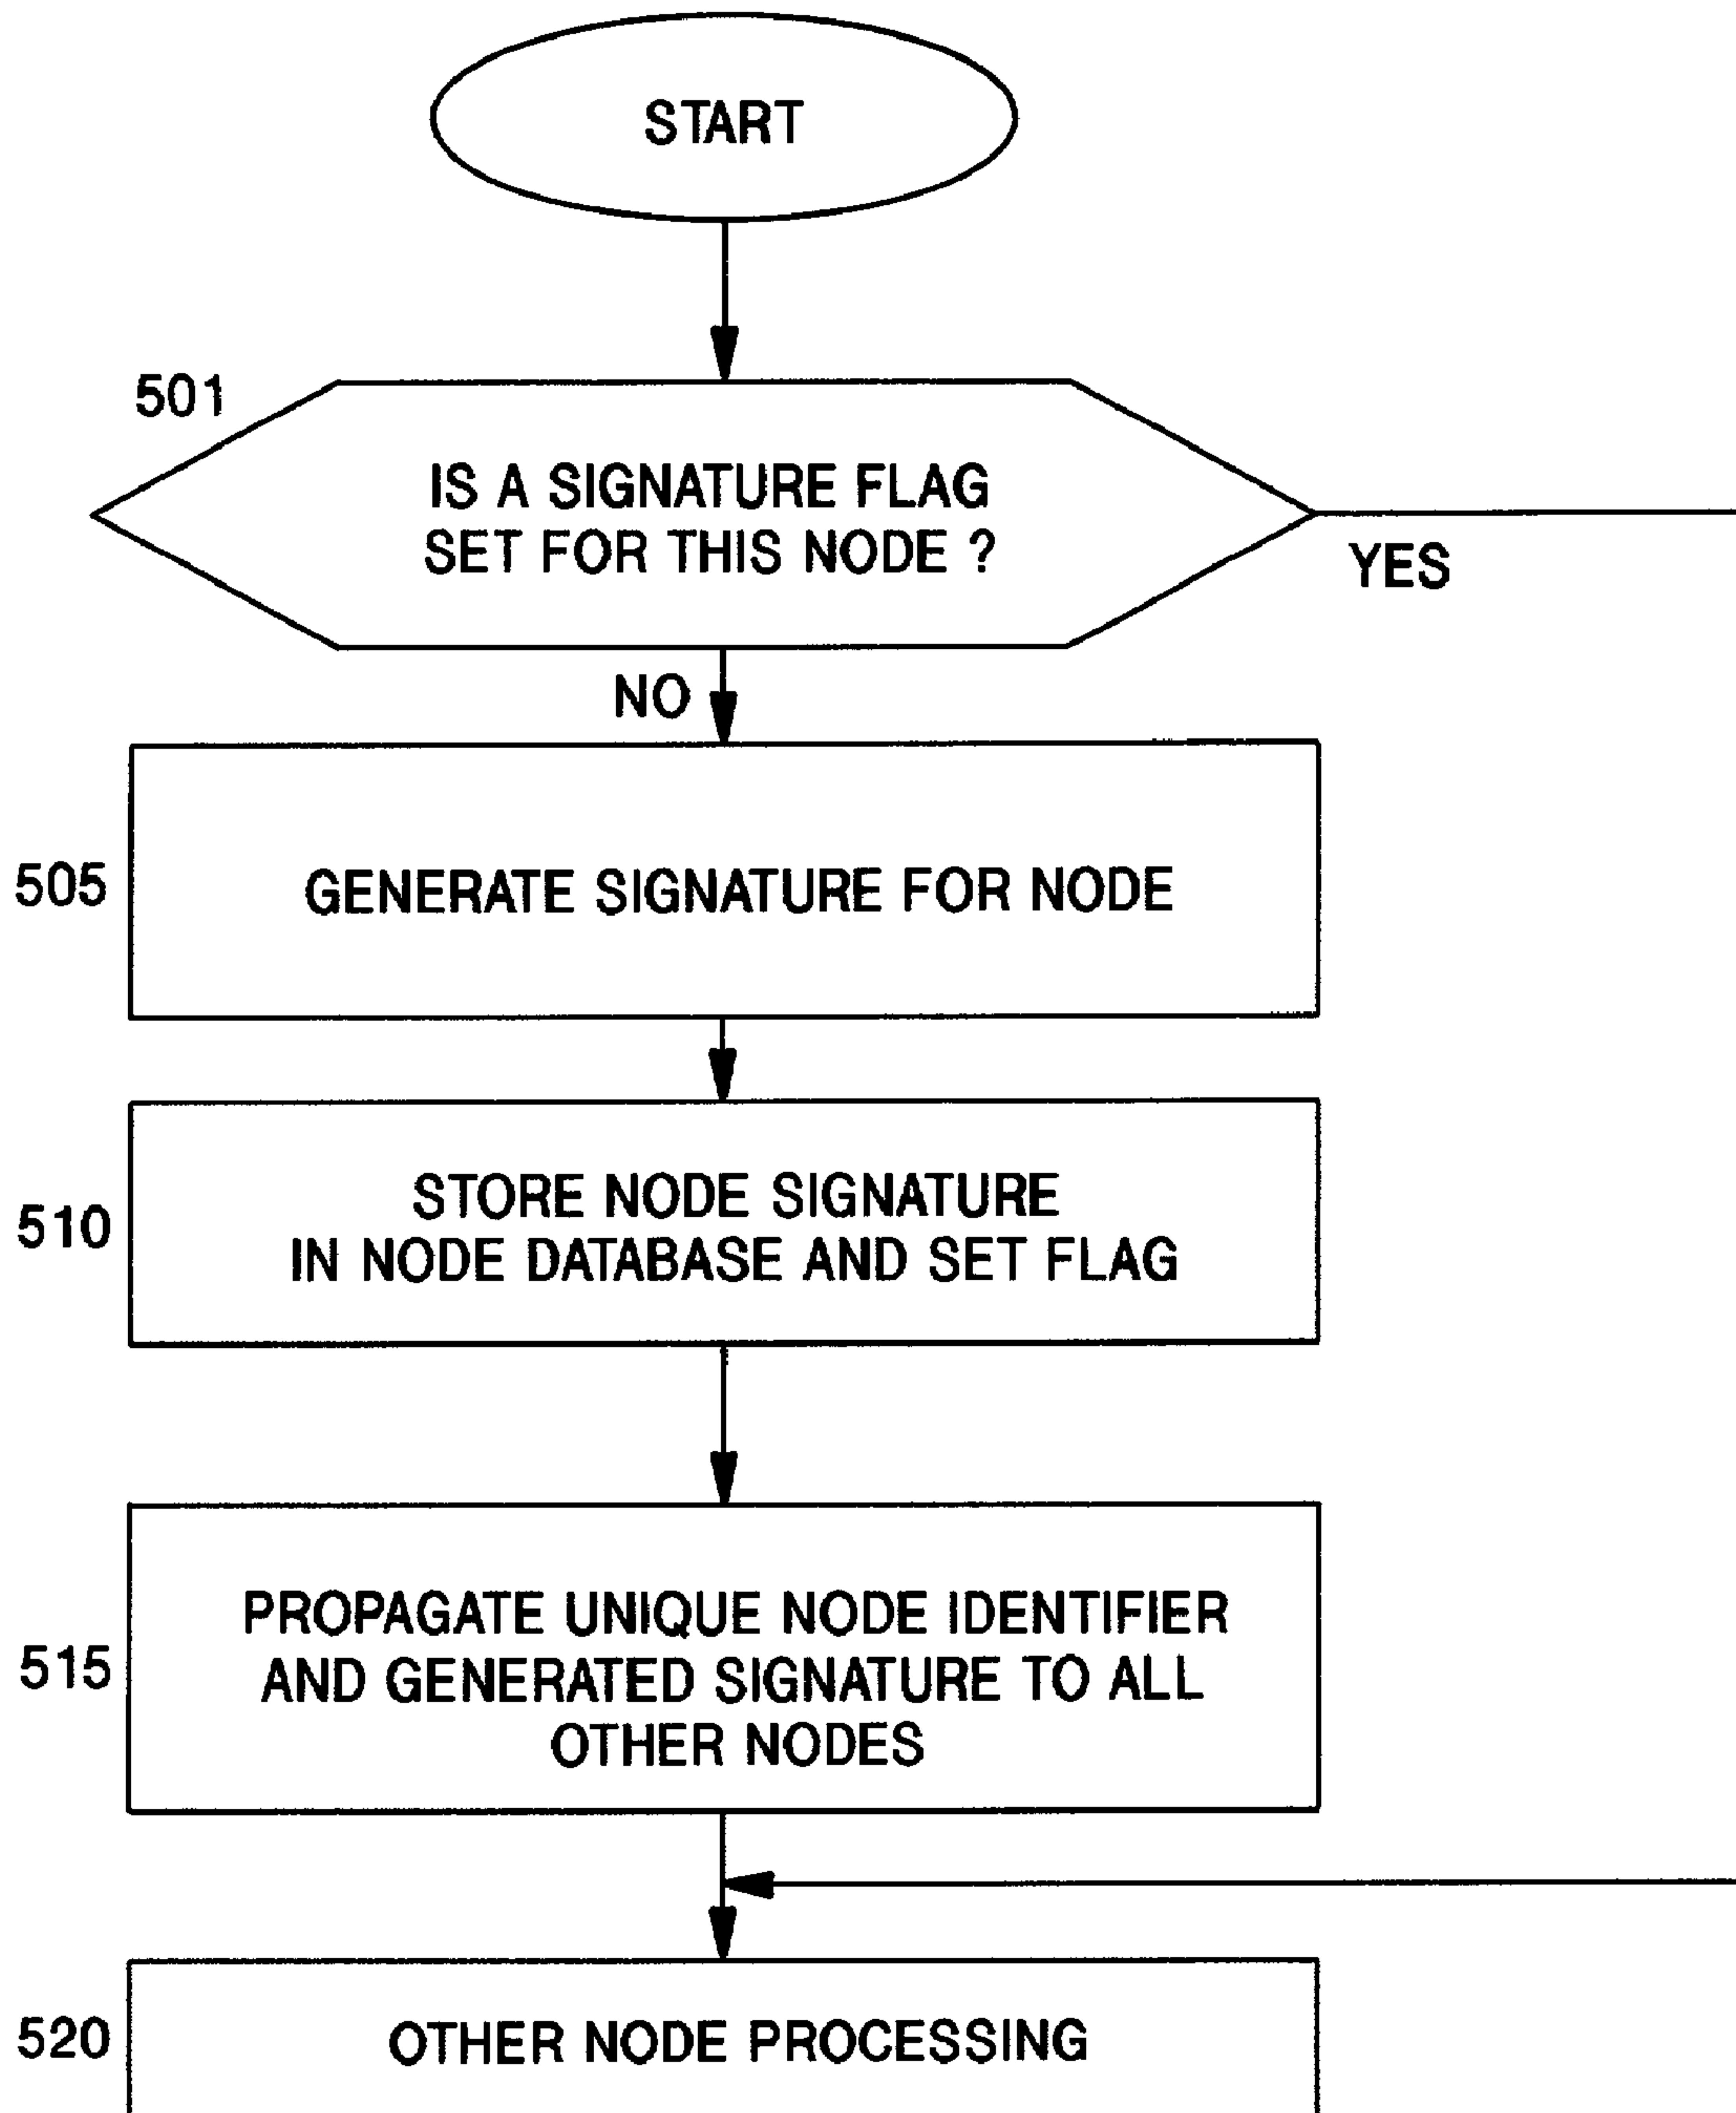 START
501
IS A SIGNATURE FLAG
SET FOR THIS NODE ?
YES
NO
505
GENERATE SIGNATURE FOR NODE
510
STORE NODE SIGNATURE
IN NODE DATABASE AND SET FLAG
515
PROPAGATE UNIQUE NODE IDENTIFIER
AND GENERATED SIGNATURE TO ALL
OTHER NODES
520
OTHER NODE PROCESSING